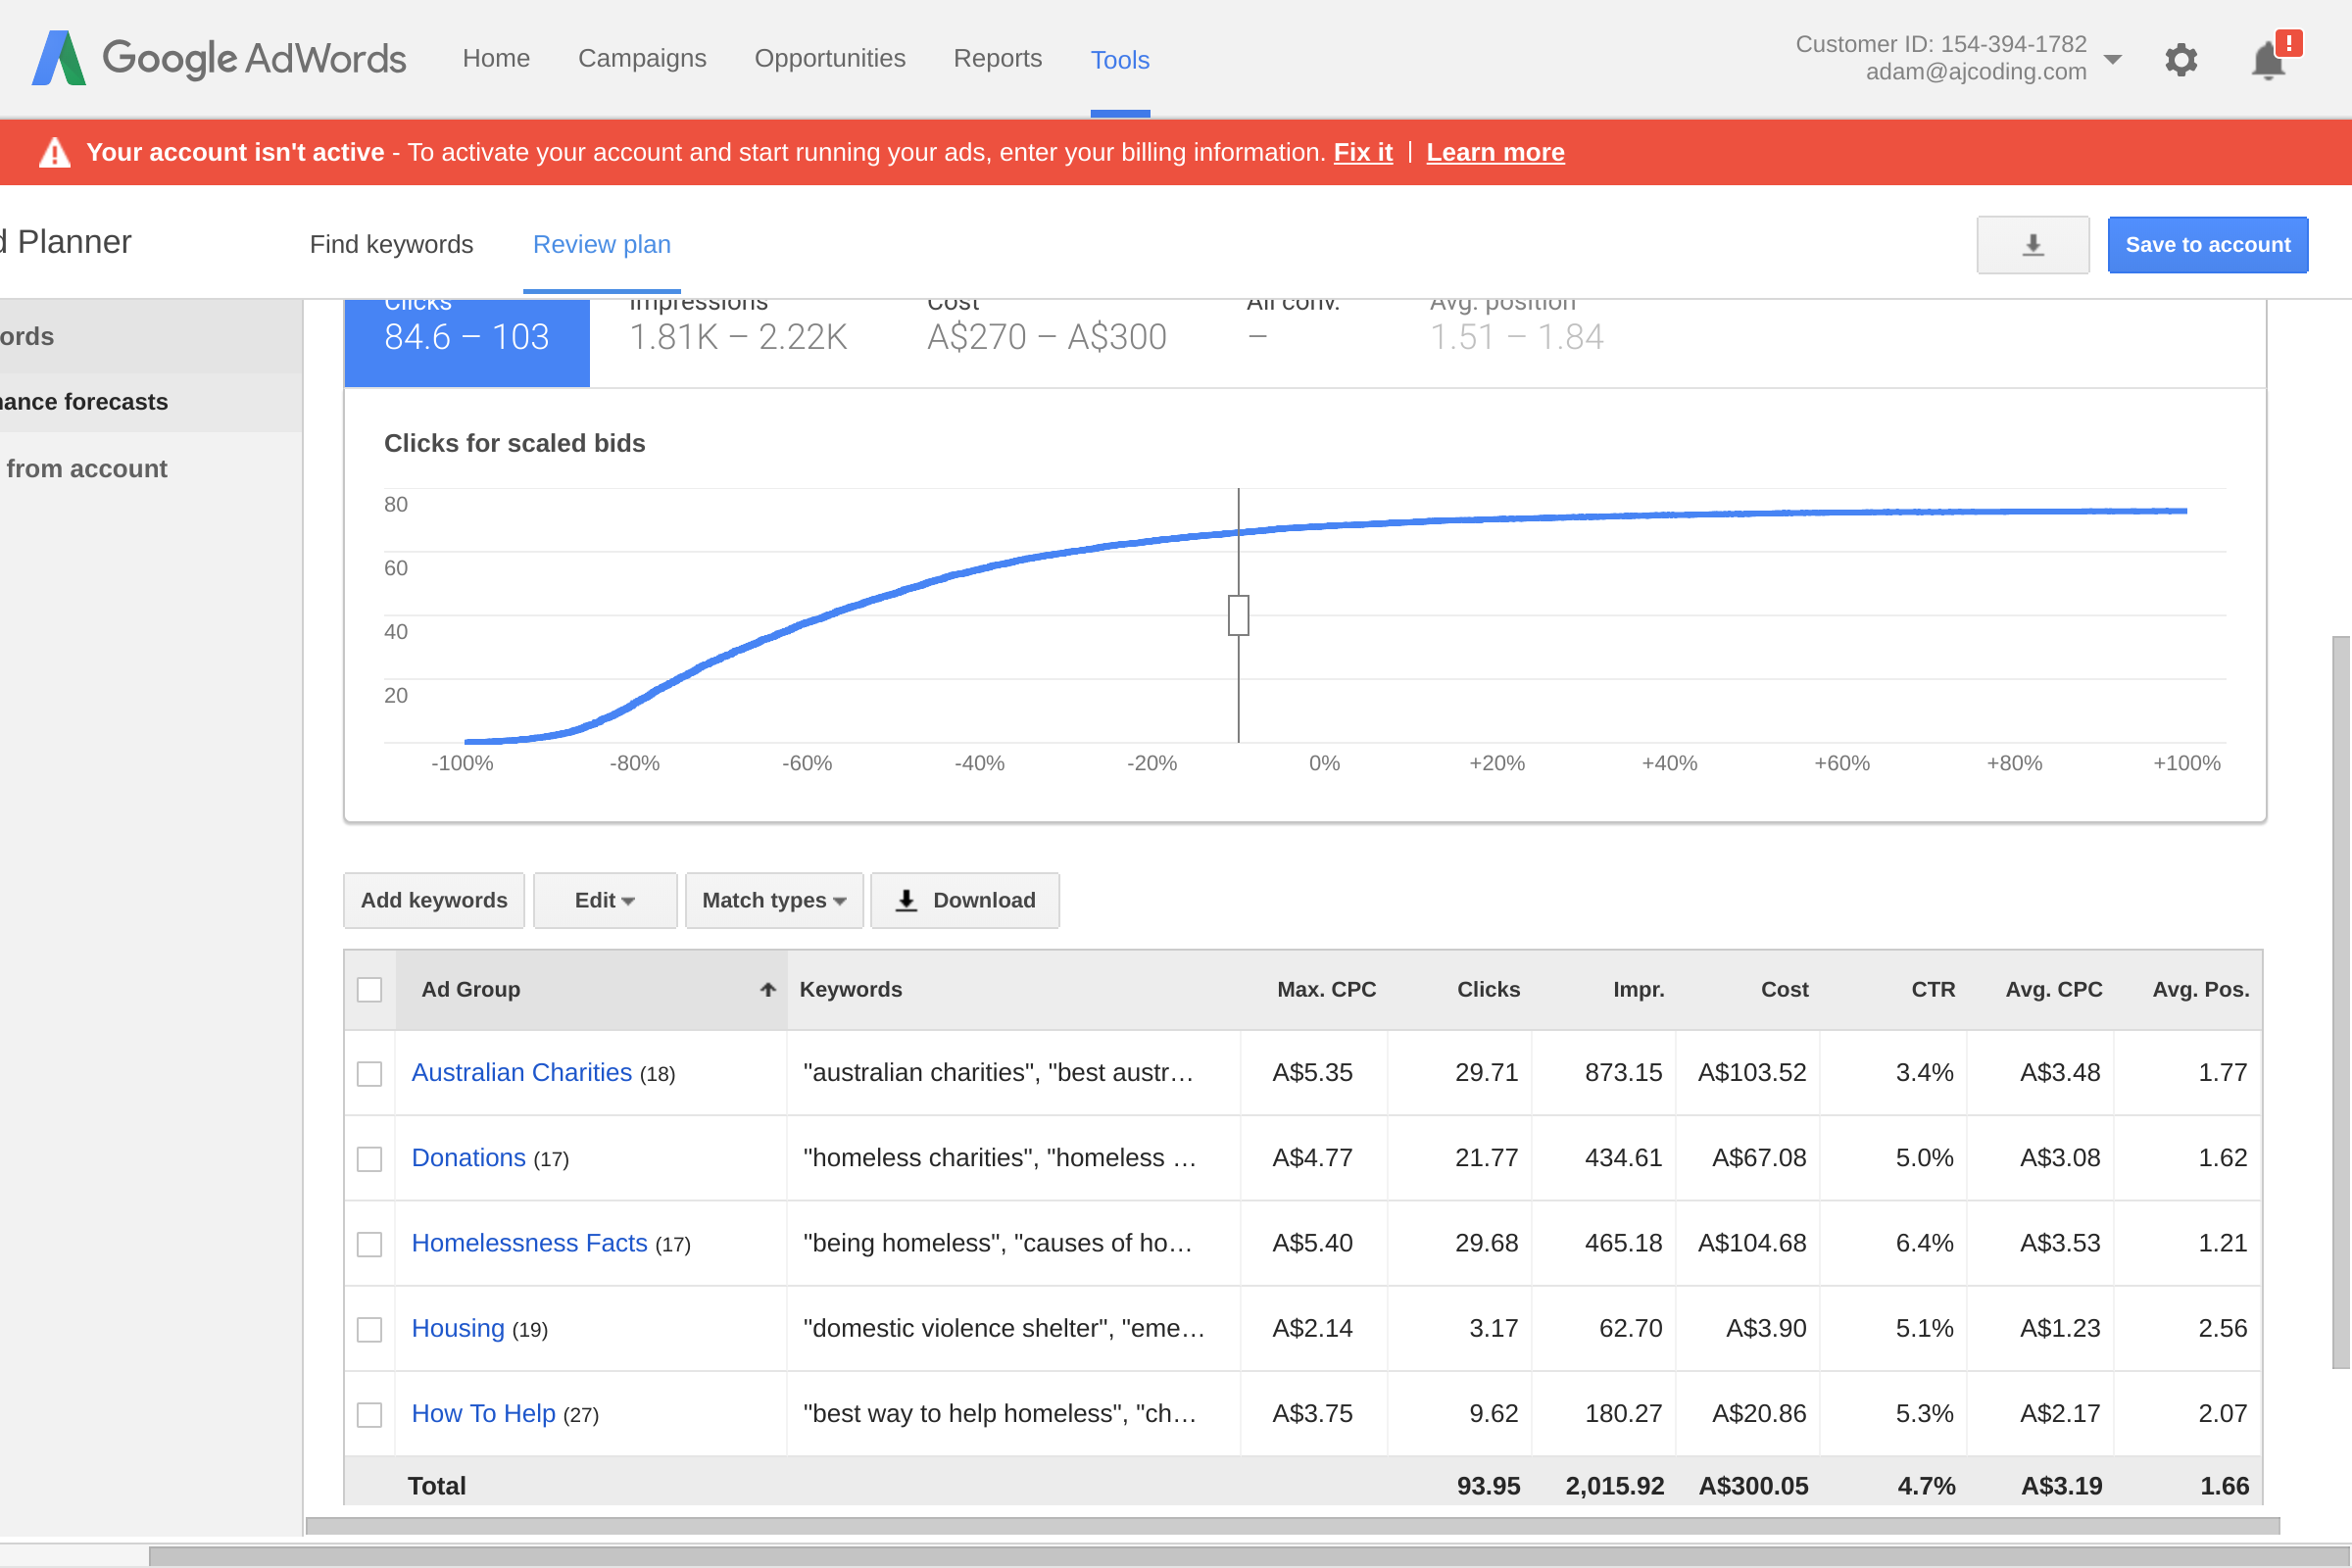 Google AdWords Home Campaigns Opportunities Reports Tools Customer ID: 154-394-1782
adam@ajcoding.com
!
Your account isn't active - To activate your account and start running your ads, enter your billing information. Fix it | Learn more
d Planner Find keywords Review plan Save to account
ords
nance forecasts
from account
Clicks Impressions Cost All conv. Avg. position
84.6 – 103 1.81K – 2.22K A$270 – A$300 – 1.51 – 1.84
Clicks for scaled bids
80
60
40
20
-100% -80% -60% -40% -20% 0% +20% +40% +60% +80% +100%
Add keywords Edit Match types Download
Ad Group Keywords Max. CPC Clicks Impr. Cost CTR Avg. CPC Avg. Pos.
Australian Charities (18) "australian charities", "best austr… A$5.35 29.71 873.15 A$103.52 3.4% A$3.48 1.77
Donations (17) "homeless charities", "homeless … A$4.77 21.77 434.61 A$67.08 5.0% A$3.08 1.62
Homelessness Facts (17) "being homeless", "causes of ho… A$5.40 29.68 465.18 A$104.68 6.4% A$3.53 1.21
Housing (19) "domestic violence shelter", "eme… A$2.14 3.17 62.70 A$3.90 5.1% A$1.23 2.56
How To Help (27) "best way to help homeless", "ch… A$3.75 9.62 180.27 A$20.86 5.3% A$2.17 2.07
Total 93.95 2,015.92 A$300.05 4.7% A$3.19 1.66